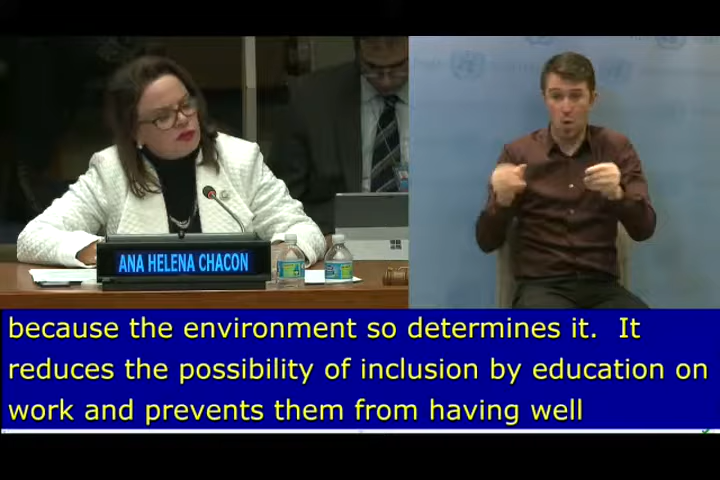 ANA HELENA CHACON
because the environment so determines it.  It
reduces the possibility of inclusion by education on
work and prevents them from having well